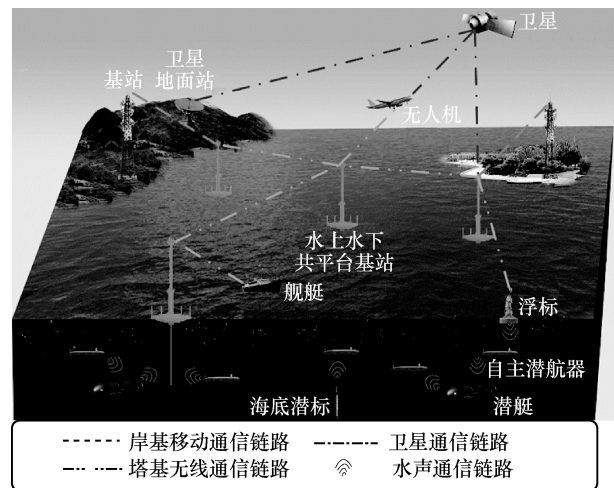 卫星
卫星
地面站
基站
无人机
水上水下
共平台基站
舰艇
浮标
自主潜航器
海底潜标
潜艇
岸基移动通信链路
卫星通信链路
塔基无线通信链路
水声通信链路